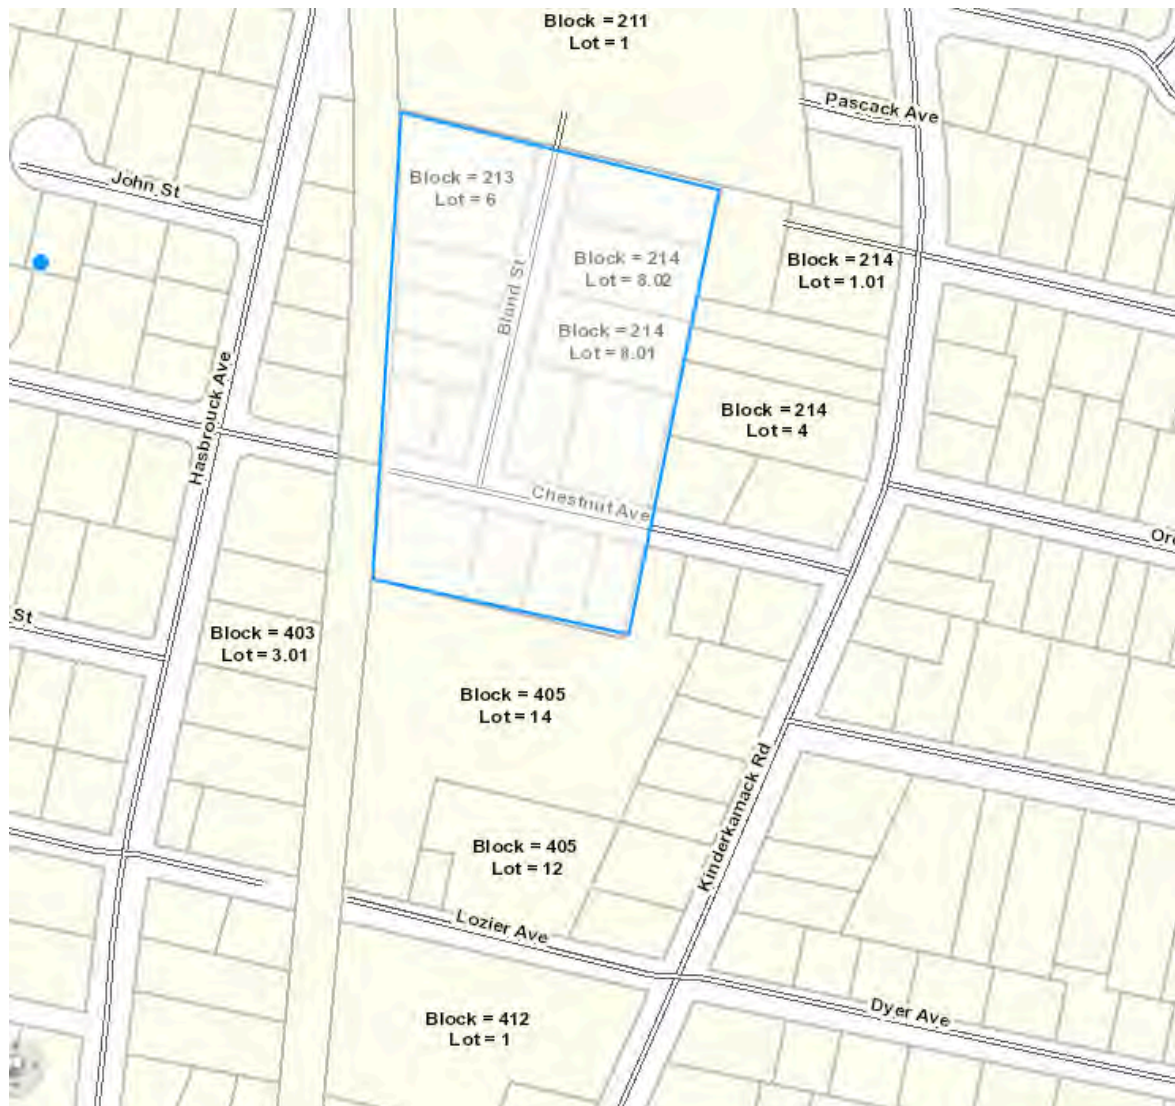 Block = 211
Lot = 1
Pascack Ave
John St
Block = 213
Lot = 6
Block = 214
Lot = 8.02
Block = 214
Lot = 1.01
Bland St
Block = 214
Lot = 8.01
Hasbrouck Ave
Block = 214
Lot = 4
Chestnut Ave
Ore
St
Block = 403
Lot = 3.01
Block = 405
Lot = 14
Kinderkamack Rd
Block = 405
Lot = 12
Lozier Ave
Block = 412
Lot = 1
Dyer Ave